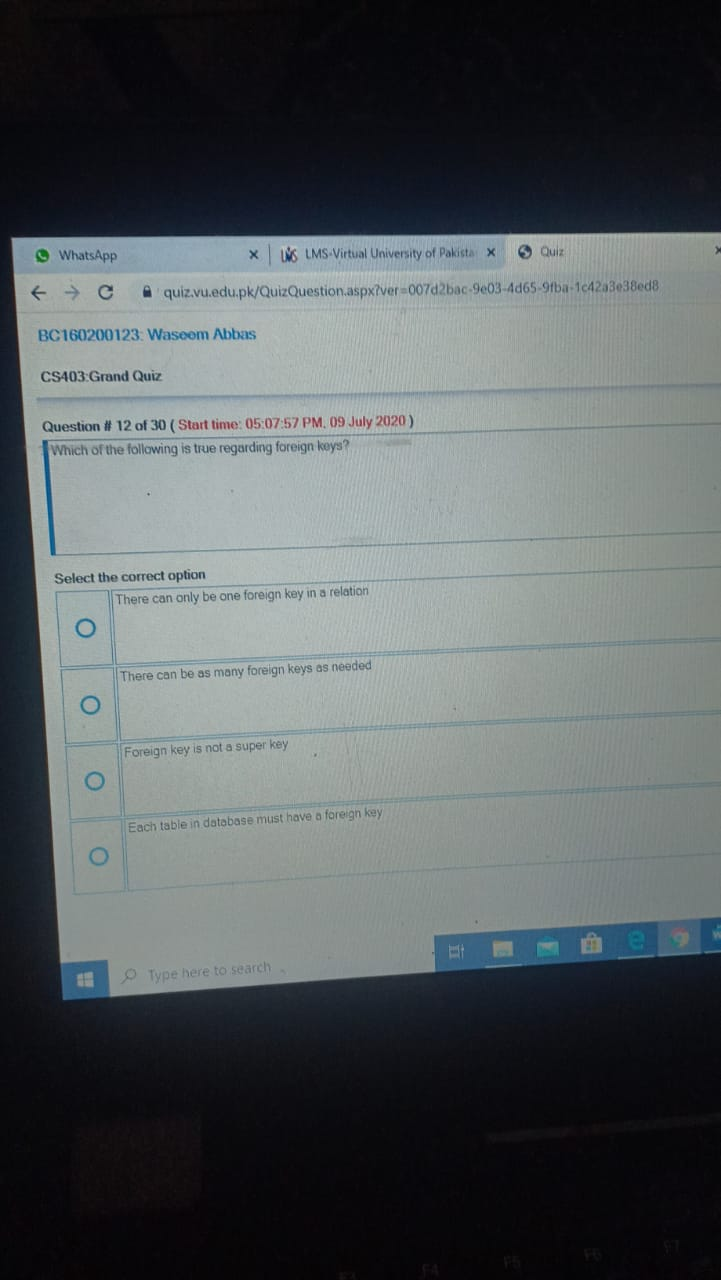 WhatsApp
LMS-Virtual University of Pakista
Quiz
quiz.vu.edu.pk/QuizQuestion.aspx?ver=007d2bac-9e03-4d65-9fba-1c42a3e38ed8
BC160200123: Waseem Abbas
CS403:Grand Quiz
Question # 12 of 30 ( Start time: 05:07:57 PM, 09 July 2020 )
Which of the following is true regarding foreign keys?
Select the correct option
There can only be one foreign key in a relation
There can be as many foreign keys as needed
Foreign key is not a super key
Each table in database must have a foreign key
Type here to search
F4 F5 F6 F7